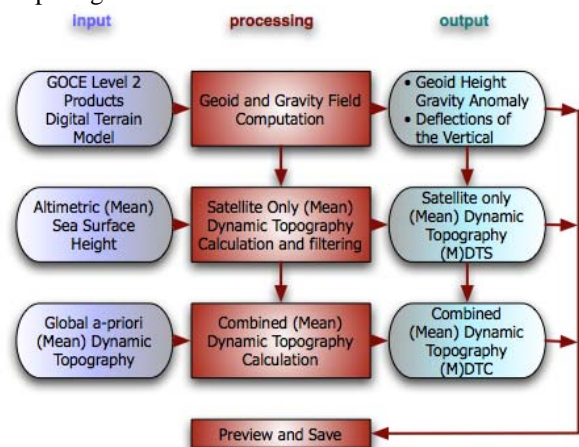 input
processing
output
GOCE Level 2
Products
Digital Terrain
Model
Geoid and Gravity Field
Computation
• Geoid Height
Gravity Anomaly
• Deflections of
the Vertical
Altimetric (Mean)
Sea Surface
Height
Satellite Only (Mean)
Dynamic Topography
Calculation and filtering
Satellite only
(Mean) Dynamic
Topography
(M)DTS
Global a-priori
(Mean) Dynamic
Topography
Combined (Mean)
Dynamic Topography
Calculation
Combined
(Mean) Dynamic
Topography
(M)DTC
Preview and Save